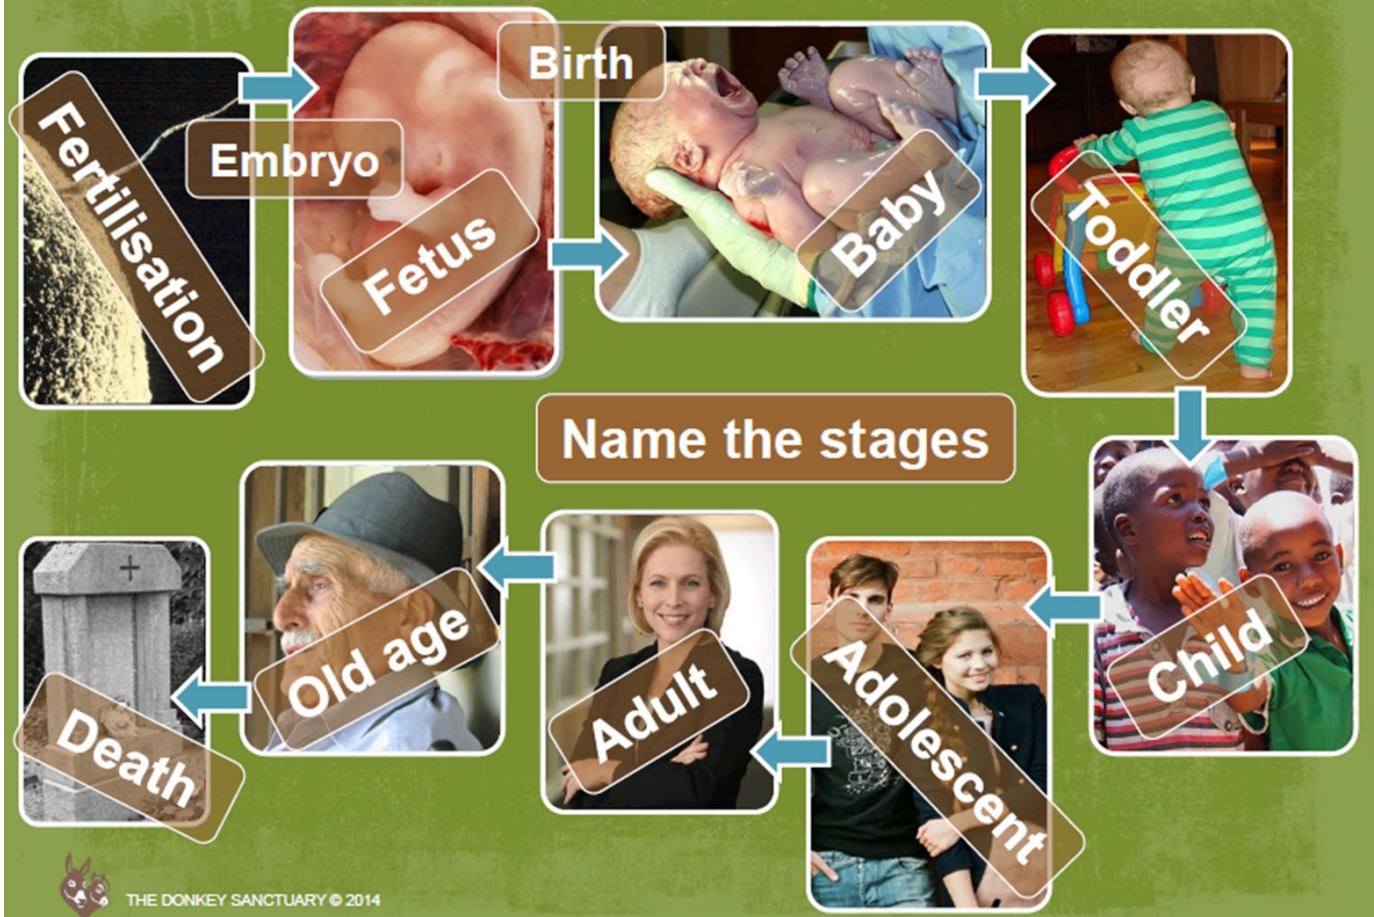 Fertilisation
Embryo
Fetus
Birth
Baby
Toddler
Name the stages
Child
Adolescent
Adult
Old age
Death
THE DONKEY SANCTUARY © 2014